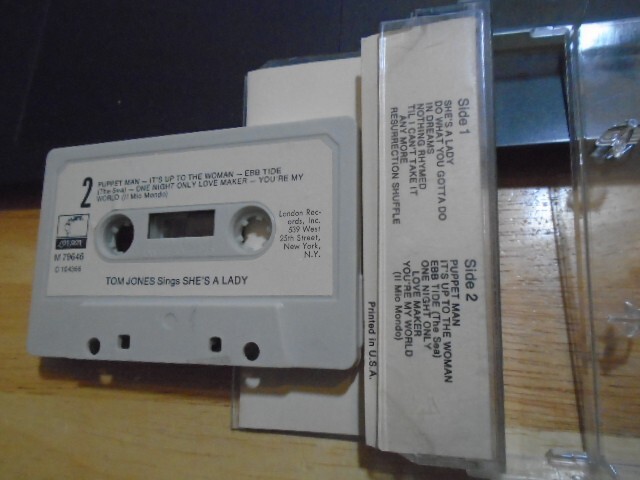 2
PUPPET MAN – IT'S UP TO THE WOMAN – EBB TIDE
(The Sea) – ONE NIGHT ONLY LOVE MAKER – YOU'RE MY
WORLD (Il Mio Mondo)
LONDON
M 79646
London Rec-
ords, Inc.
539 West
25th Street,
New York,
N.Y.
TOM JONES Sings SHE'S A LADY
Side 1
SHE'S A LADY
DO WHAT YOU GOTTA DO
IN DREAMS
NOTHING RHYMED
TIL I CAN'T TAKE IT
ANY MORE
RESURRECTION SHUFFLE
Side 2
PUPPET MAN
IT'S UP TO THE WOMAN
EBB TIDE (The Sea)
ONE NIGHT ONLY
LOVE MAKER
YOU'RE MY WORLD
(Il Mio Mondo)
Printed in U.S.A.